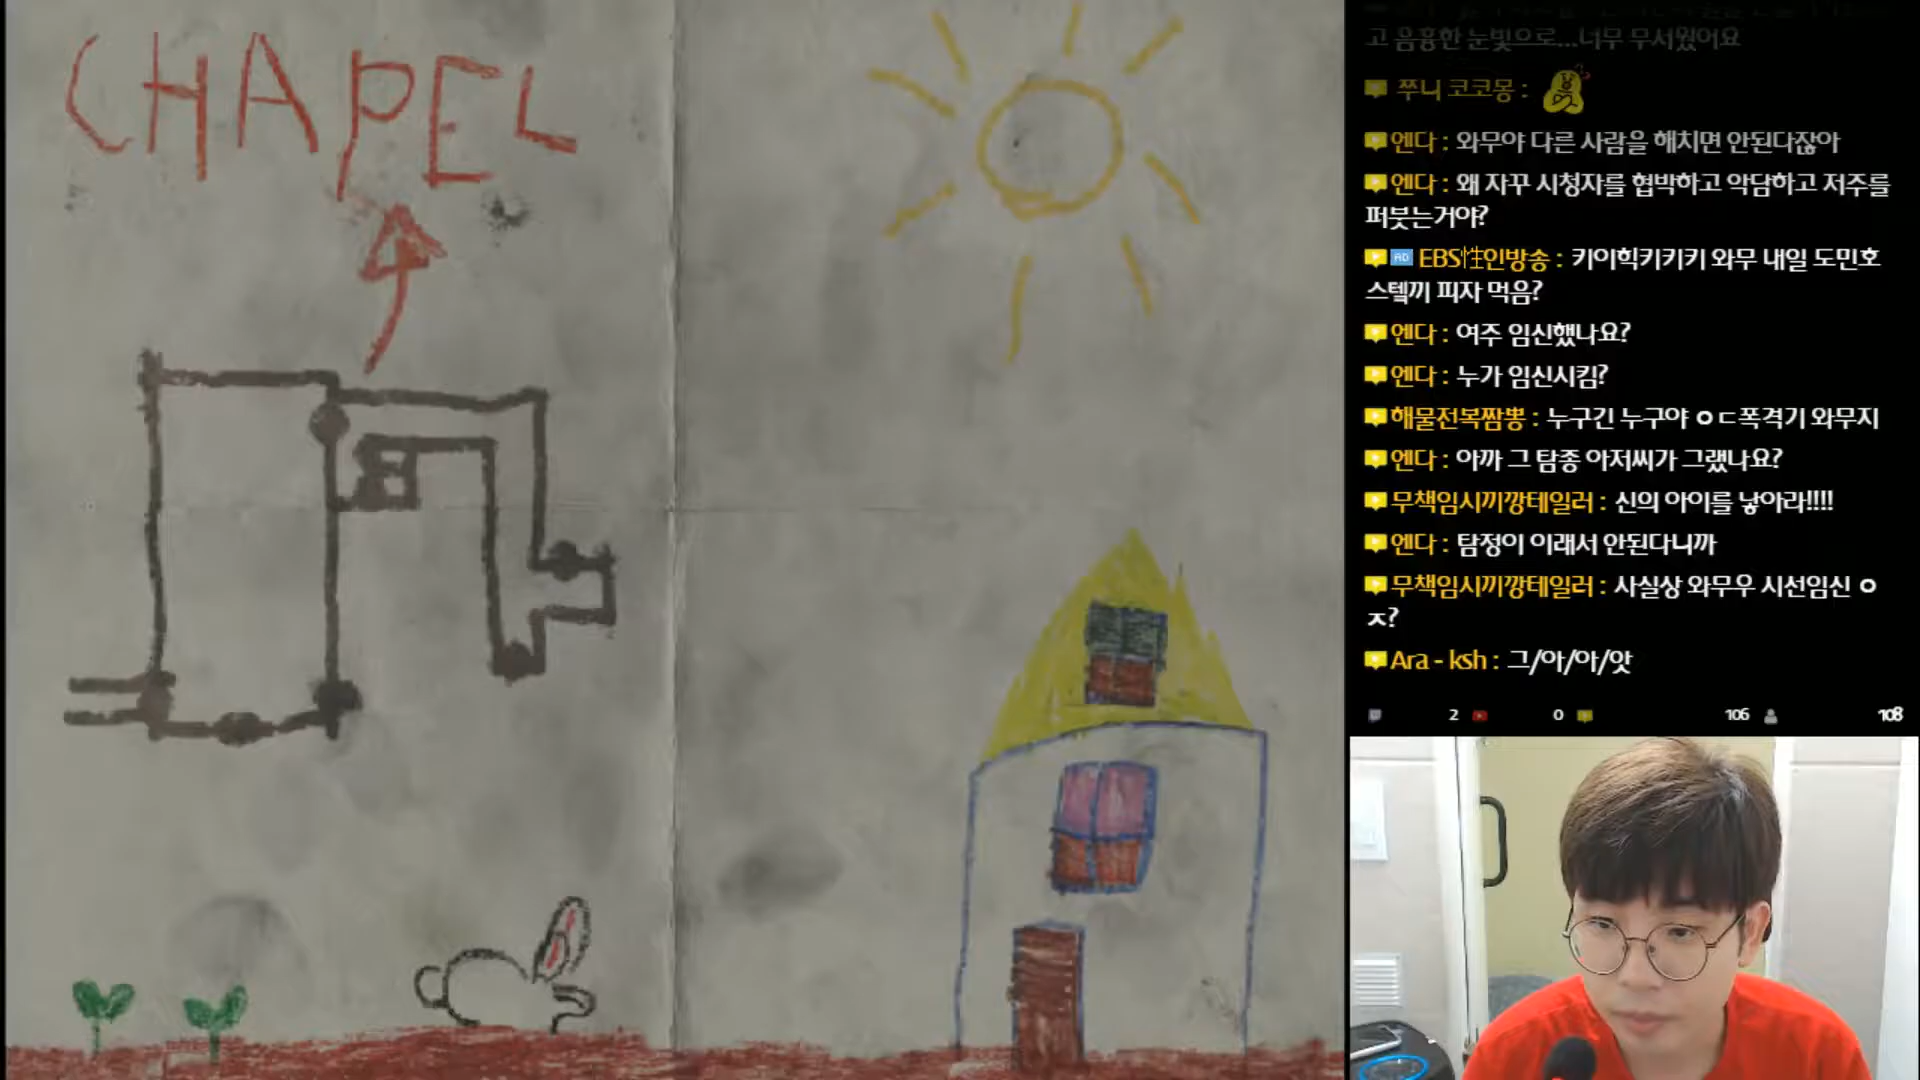 CHAPEL
고 음흉한 눈빛으로...너무 무서웠어요
쭈니 코코몽 :
엔다 : 와무야 다른 사람을 해치면 안된다잖아
엔다 : 왜 자꾸 시청자를 협박하고 악담하고 저주를
퍼붓는거야?
AD EBS性인방송 : 키이힉키키키 와무 내일 도민호
스텤끼 피자 먹음?
엔다 : 여주 임신했나요?
엔다 : 누가 임신시킴?
해물전복짬뽕 : 누구긴 누구야 ㅇㄷ폭격기 와무지
엔다 : 아까 그 탐종 아저씨가 그랬나요?
무책임시끼깡테일러 : 신의 아이를 낳아라!!!!
엔다 : 탐정이 이래서 안된다니까
무책임시끼깡테일러 : 사실상 와무우 시선임신 ㅇ
ㅈ?
Ara - ksh : 그/아/아/앗
2 0 106 108